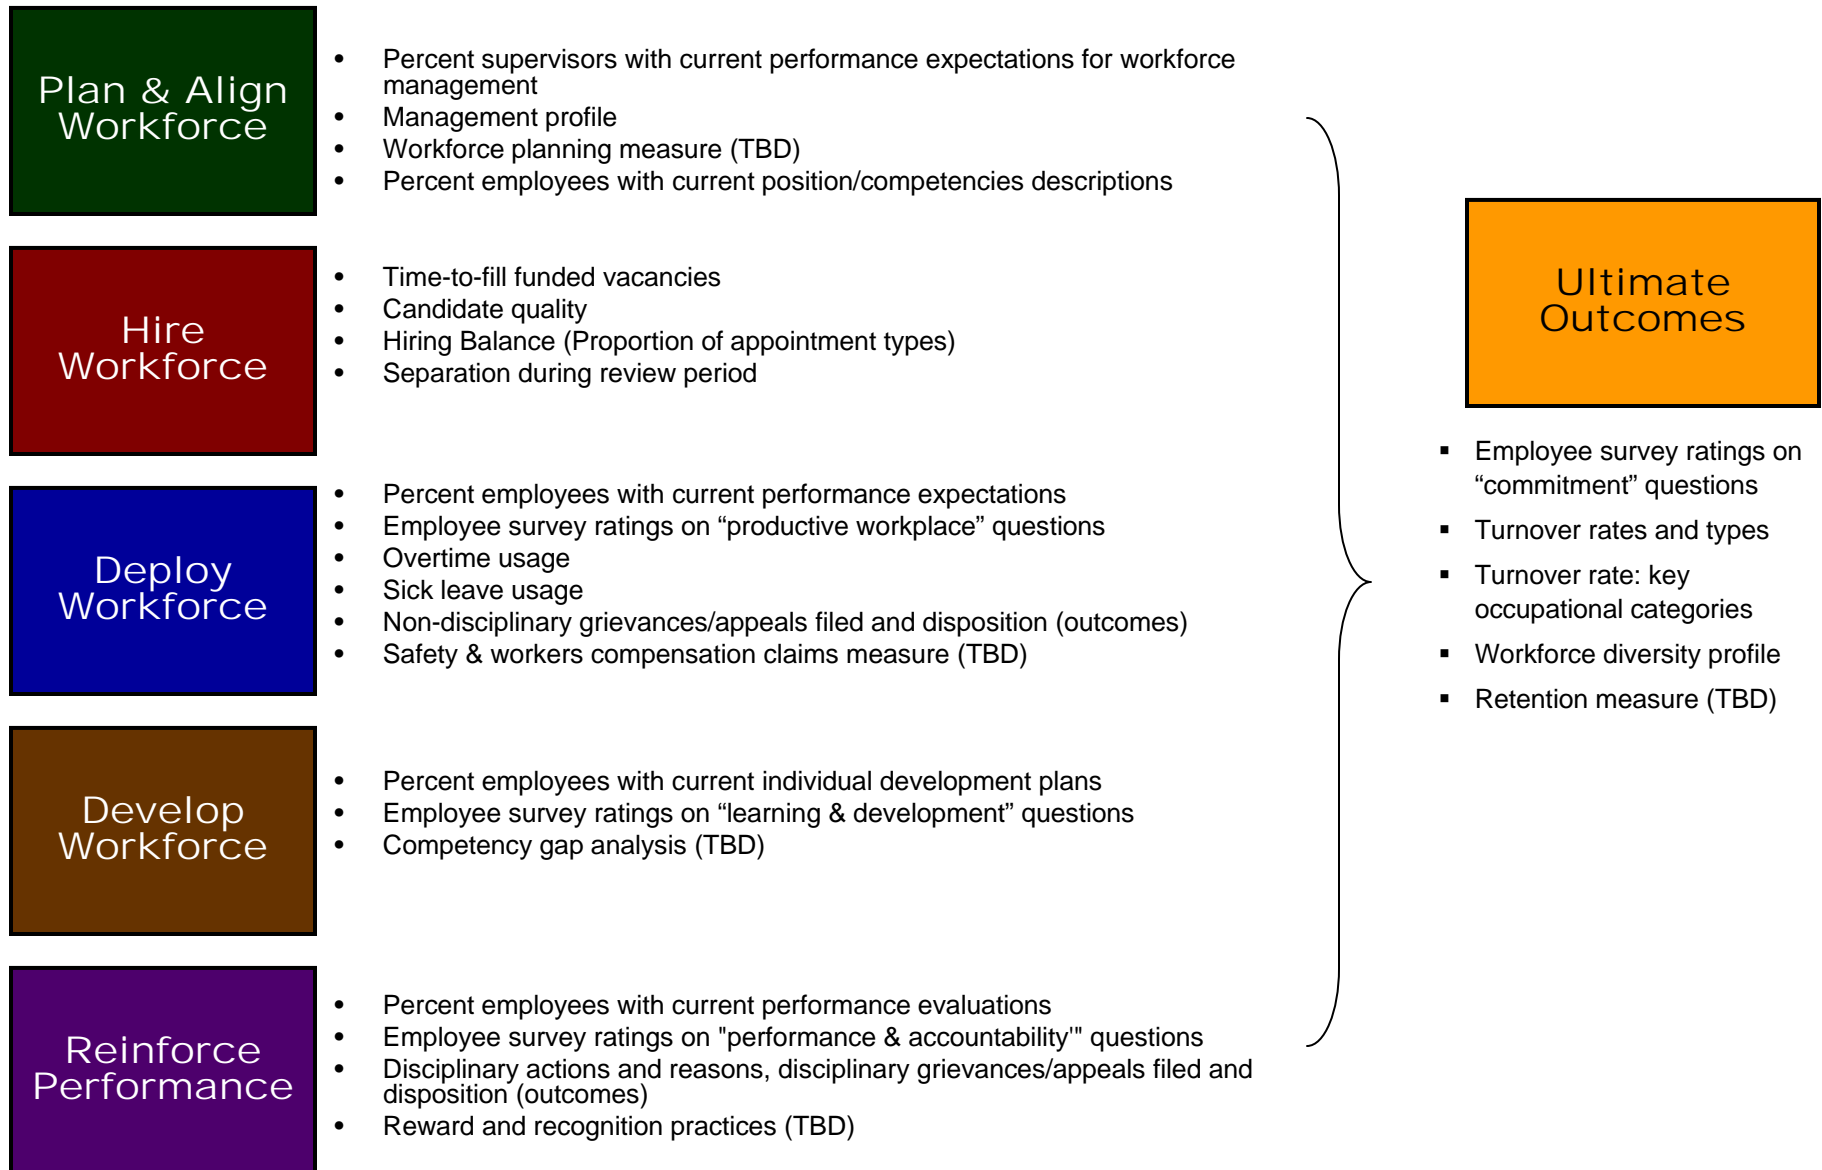 Plan & Align
Workforce
• Percent supervisors with current performance expectations for workforce
management
• Management profile
• Workforce planning measure (TBD)
• Percent employees with current position/competencies descriptions
Hire
Workforce
• Time-to-fill funded vacancies
• Candidate quality
• Hiring Balance (Proportion of appointment types)
• Separation during review period
Deploy
Workforce
• Percent employees with current performance expectations
• Employee survey ratings on “productive workplace” questions
• Overtime usage
• Sick leave usage
• Non-disciplinary grievances/appeals filed and disposition (outcomes)
• Safety & workers compensation claims measure (TBD)
Develop
Workforce
• Percent employees with current individual development plans
• Employee survey ratings on “learning & development” questions
• Competency gap analysis (TBD)
Reinforce
Performance
• Percent employees with current performance evaluations
• Employee survey ratings on "performance & accountability'" questions
• Disciplinary actions and reasons, disciplinary grievances/appeals filed and
disposition (outcomes)
• Reward and recognition practices (TBD)
Ultimate
Outcomes
▪ Employee survey ratings on
“commitment” questions
▪ Turnover rates and types
▪ Turnover rate: key
occupational categories
▪ Workforce diversity profile
▪ Retention measure (TBD)